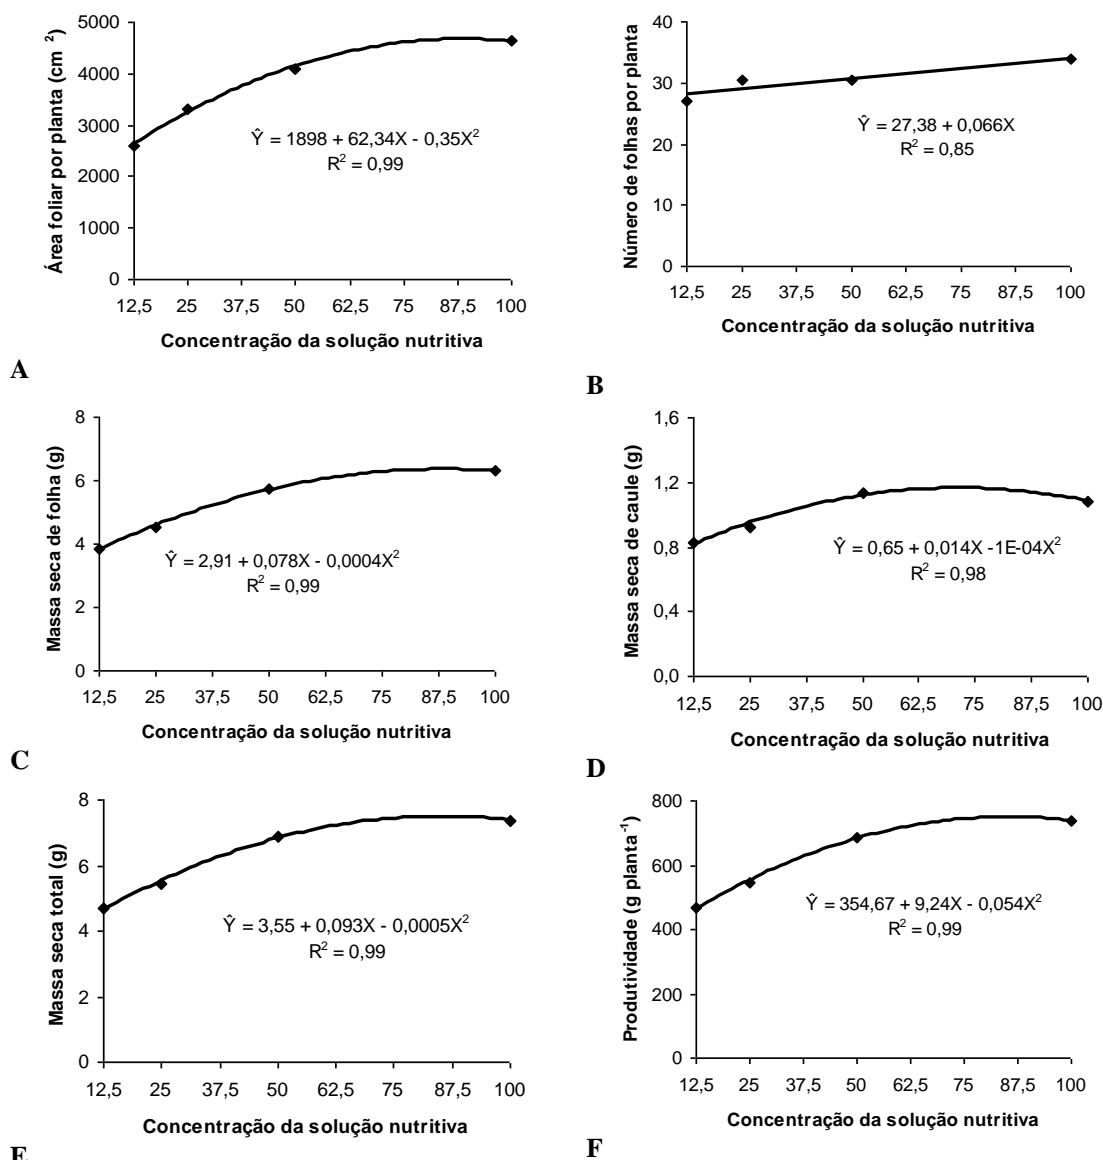 5000
4000
3000
2000
1000
0
Área foliar por planta (cm ²)
Ŷ = 1898 + 62,34X - 0,35X²
R² = 0,99
12,5 25 37,5 50 62,5 75 87,5 100
Concentração da solução nutritiva
A
40
30
20
10
0
Número de folhas por planta
Ŷ = 27,38 + 0,066X
R² = 0,85
12,5 25 37,5 50 62,5 75 87,5 100
Concentração da solução nutritiva
B
8
6
4
2
0
Massa seca de folha (g)
Ŷ = 2,91 + 0,078X - 0,0004X²
R² = 0,99
12,5 25 37,5 50 62,5 75 87,5 100
Concentração da solução nutritiva
C
1,6
1,2
0,8
0,4
0,0
Massa seca de caule (g)
Ŷ = 0,65 + 0,014X -1E-04X²
R² = 0,98
12,5 25 37,5 50 62,5 75 87,5 100
Concentração da solução nutritiva
D
8
6
4
2
0
Massa seca total (g)
Ŷ = 3,55 + 0,093X - 0,0005X²
R² = 0,99
12,5 25 37,5 50 62,5 75 87,5 100
Concentração da solução nutritiva
E
800
600
400
200
0
Produtividade (g planta⁻¹)
Ŷ = 354,67 + 9,24X - 0,054X²
R² = 0,99
12,5 25 37,5 50 62,5 75 87,5 100
Concentração da solução nutritiva
F